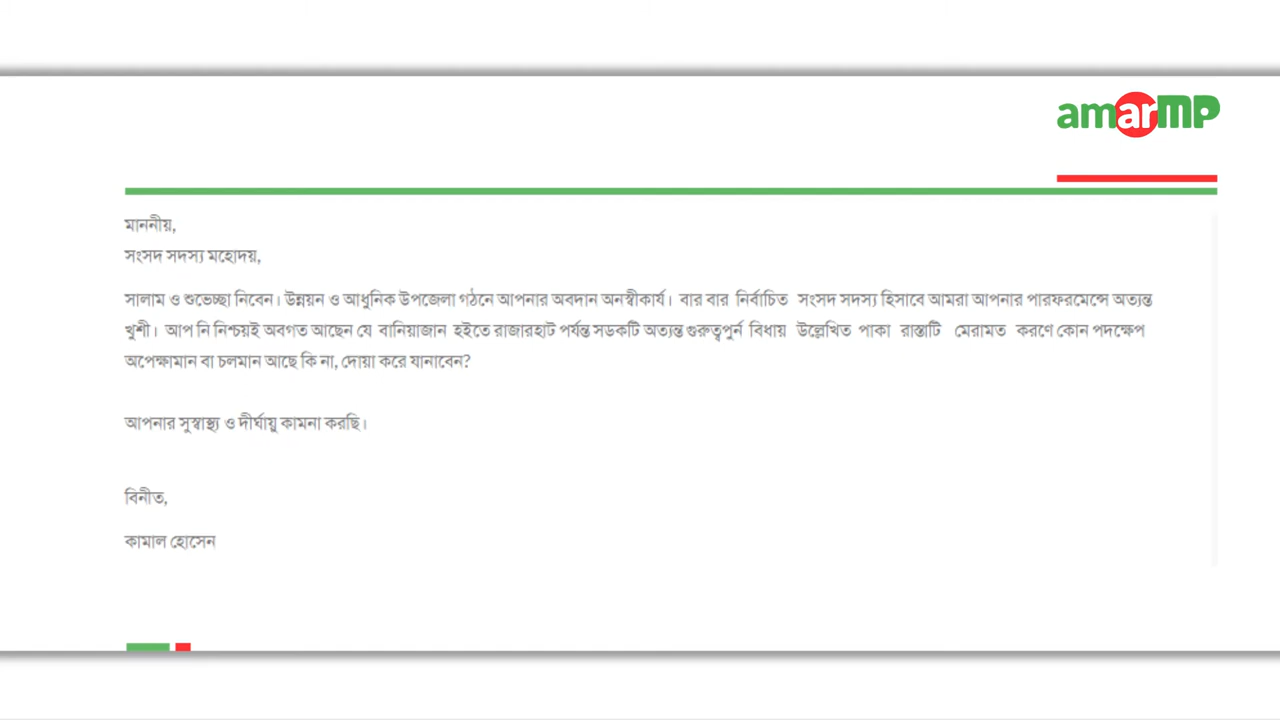 amarMP
মাননীয়,
সংসদ সদস্য মহোদয়,
সালাম ও শুভেচ্ছা নিবেন। উন্নয়ন ও আধুনিক উপজেলা গঠনে আপনার অবদান অনস্বীকার্য। বার বার নির্বাচিত সংসদ সদস্য হিসাবে আমরা আপনার পারফরমেন্সে অত্যন্ত
খুশী। আপ নি নিশ্চয়ই অবগত আছেন যে বানিয়াজান হইতে রাজারহাট পর্যন্ত সডকটি অত্যন্ত গুরুত্বপুর্ন বিধায় উল্লেখিত পাকা রাস্তাটি মেরামত করণে কোন পদক্ষেপ
অপেক্ষামান বা চলমান আছে কি না, দোয়া করে যানাবেন?
আপনার সুস্বাস্থ্য ও দীর্ঘায়ু কামনা করছি।
বিনীত,
কামাল হোসেন